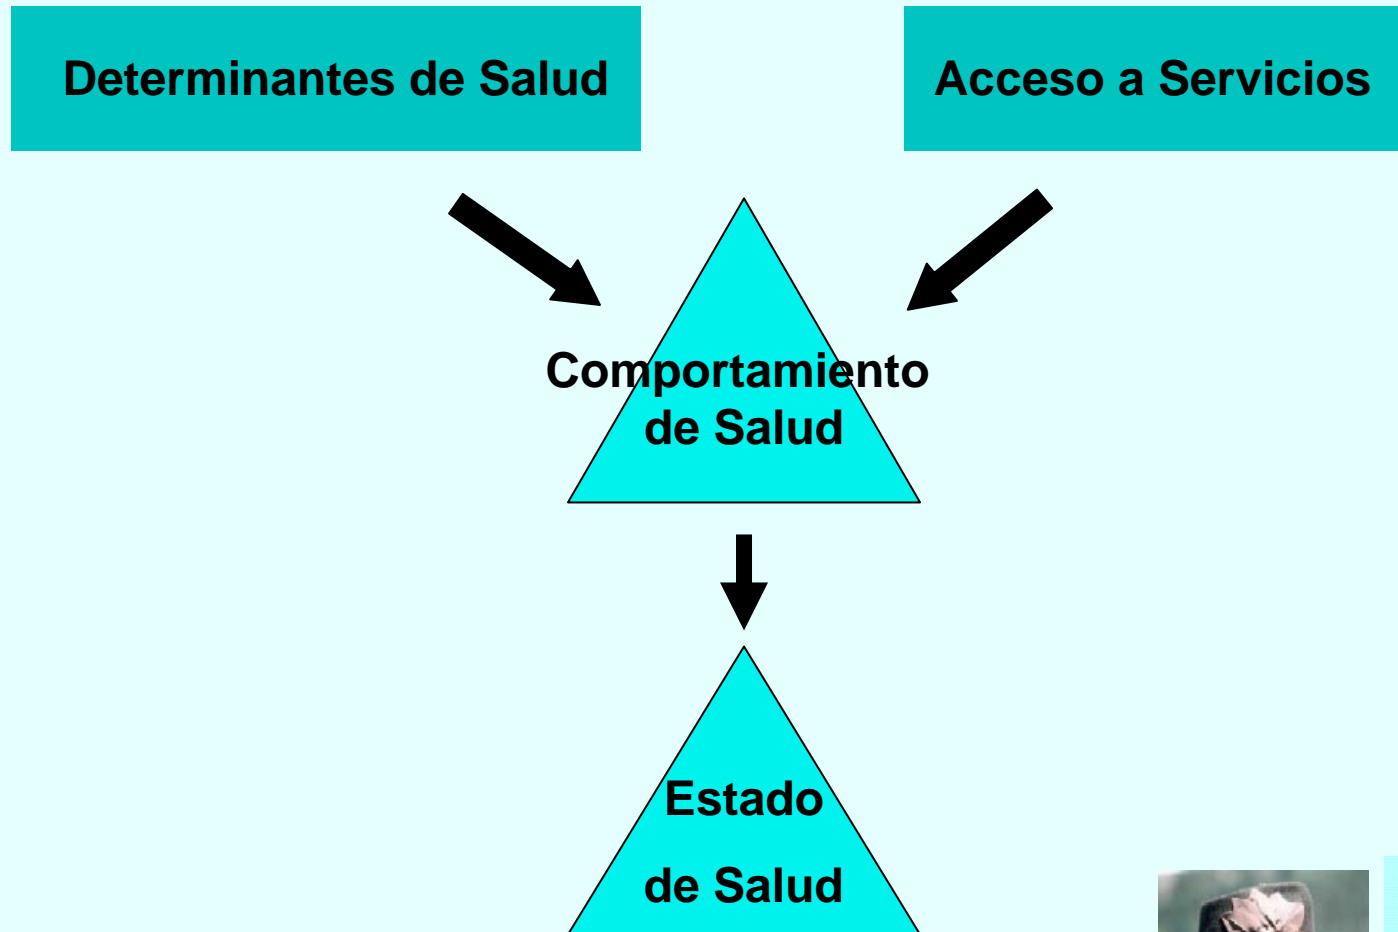 Determinantes de Salud
Acceso a Servicios
Comportamiento
de Salud
Estado
de Salud